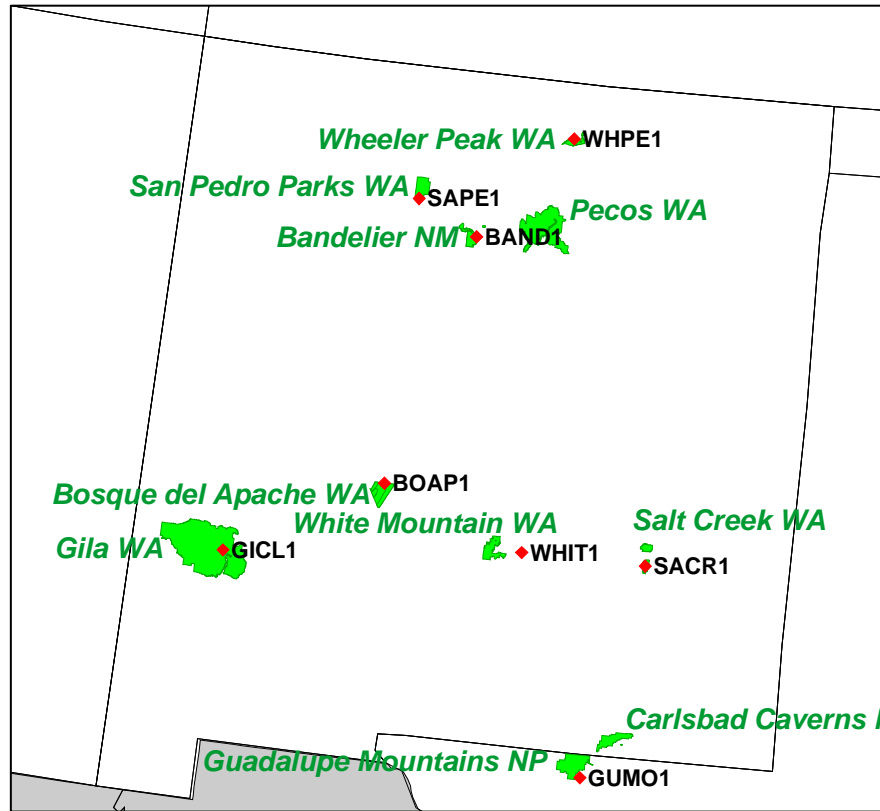 Wheeler Peak WA
WHPE1
San Pedro Parks WA
SAPE1
Pecos WA
Bandelier NM
BAND1
Bosque del Apache WA
BOAP1
White Mountain WA
Salt Creek WA
Gila WA
GICL1
WHIT1
SACR1
Carlsbad Caverns
Guadalupe Mountains NP
GUMO1